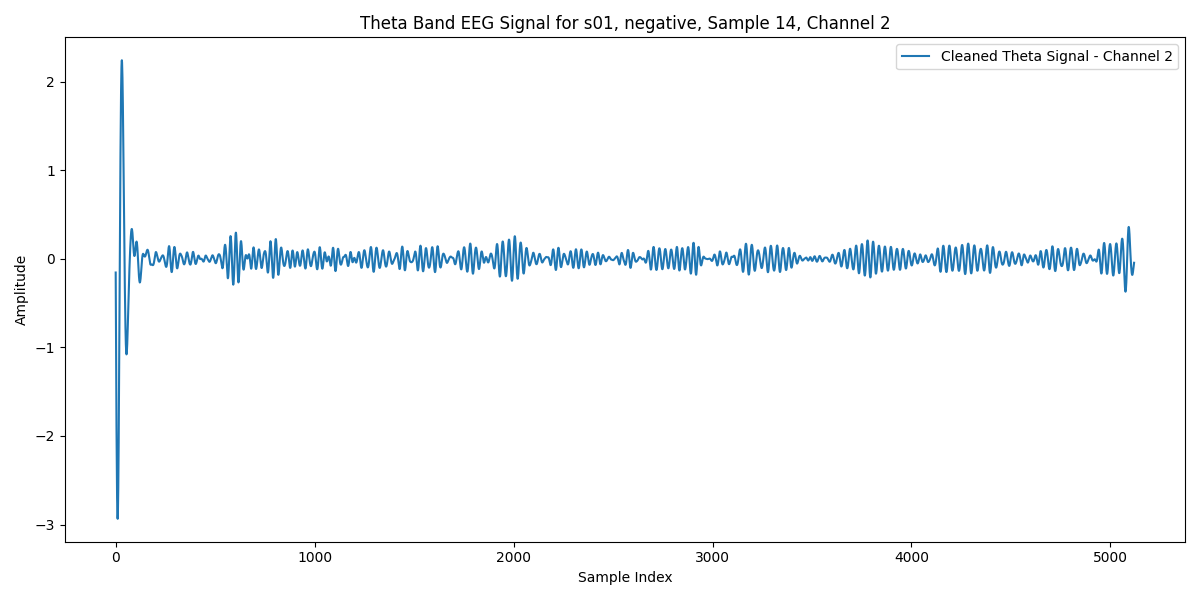 Theta Band EEG Signal for s01, negative, Sample 14, Channel 2
Cleaned Theta Signal - Channel 2
Amplitude
2
1
0
−1
−2
−3
0 1000 2000 3000 4000 5000
Sample Index